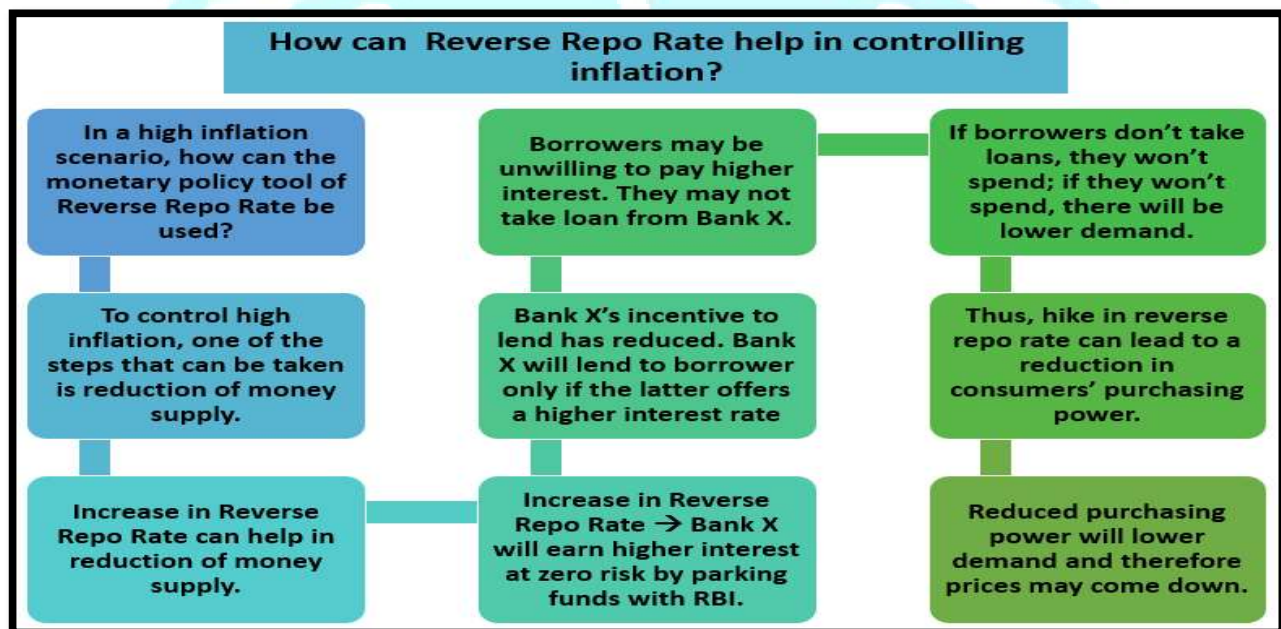 How can Reverse Repo Rate help in controlling
inflation?
In a high inflation
scenario, how can the
monetary policy tool of
Reverse Repo Rate be
used?
To control high
inflation, one of the
steps that can be taken
is reduction of money
supply.
Increase in Reverse
Repo Rate can help in
reduction of money
supply.
Increase in Reverse
Repo Rate → Bank X
will earn higher interest
at zero risk by parking
funds with RBI.
Bank X’s incentive to
lend has reduced. Bank
X will lend to borrower
only if the latter offers
a higher interest rate
Borrowers may be
unwilling to pay higher
interest. They may not
take loan from Bank X.
If borrowers don’t take
loans, they won’t
spend; if they won’t
spend, there will be
lower demand.
Thus, hike in reverse
repo rate can lead to a
reduction in
consumers’ purchasing
power.
Reduced purchasing
power will lower
demand and therefore
prices may come down.